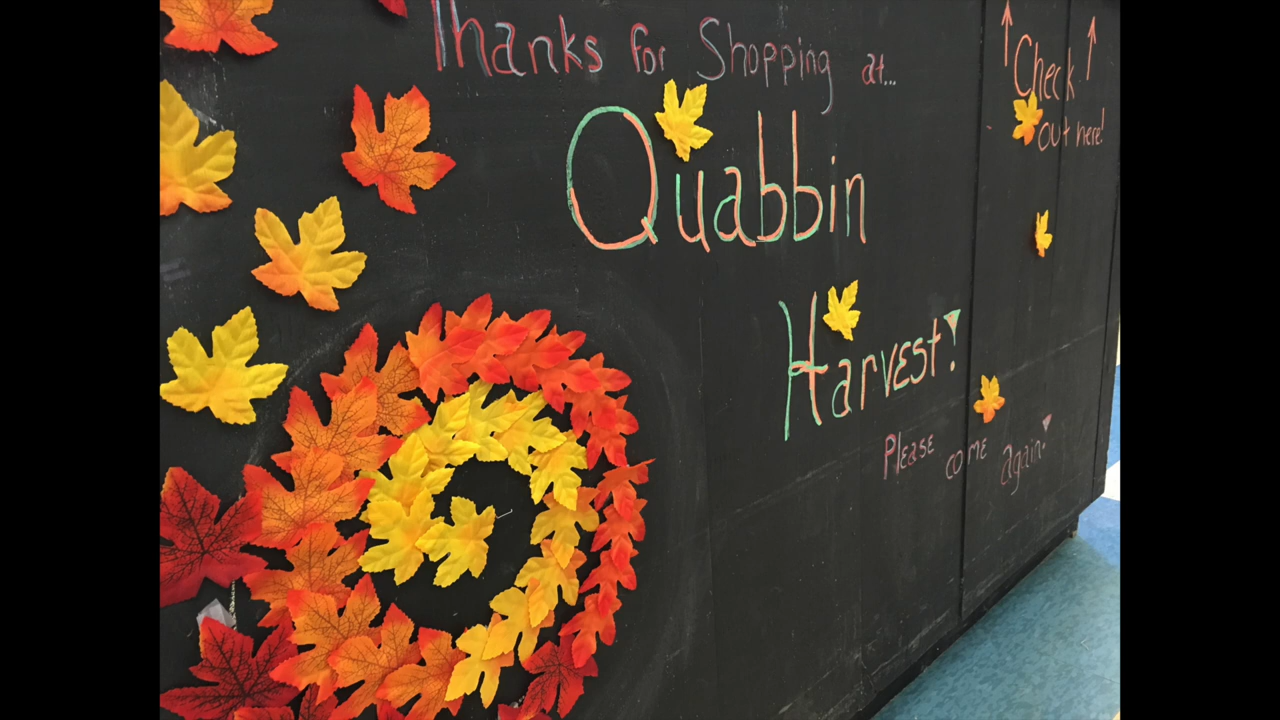 Thanks for Shopping at...
Quabbin
Harvest!
Please come again!
Check
out here!